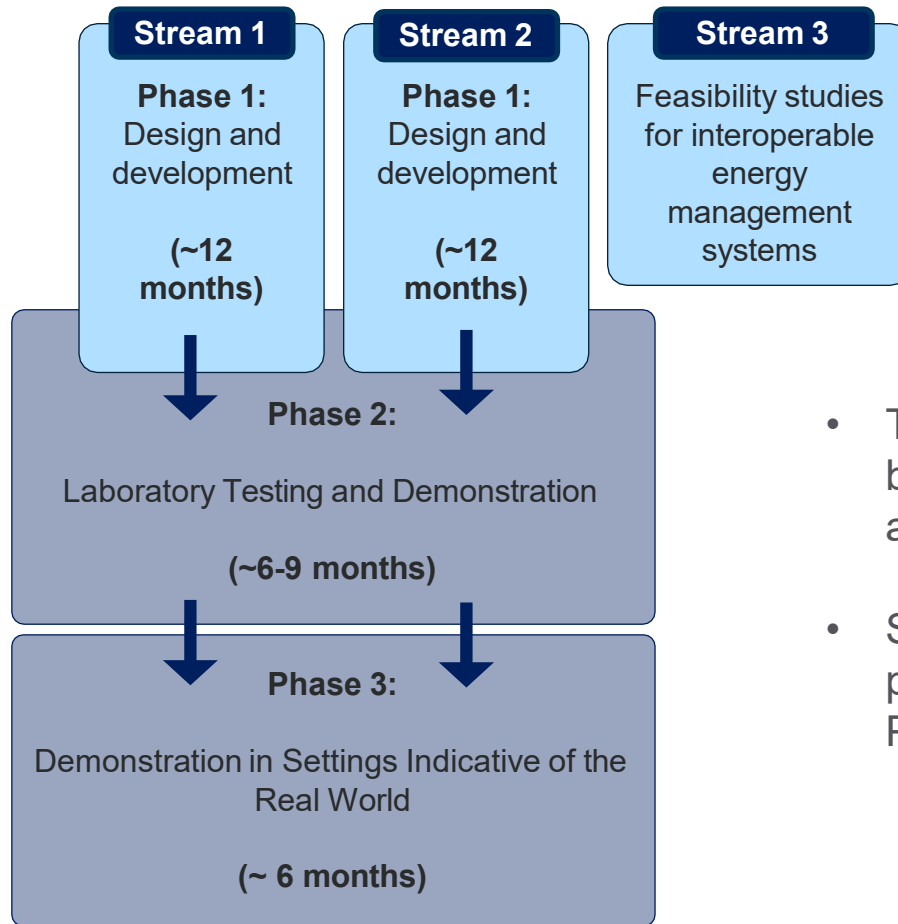 Stream 1
Phase 1:
Design and
development
(~12
months)
Stream 2
Phase 1:
Design and
development
(~12
months)
Stream 3
Feasibility studies
for interoperable
energy
management
systems
Phase 2:
Laboratory Testing and Demonstration
(~6-9 months)
Phase 3:
Demonstration in Settings Indicative of the
Real World
(~ 6 months)